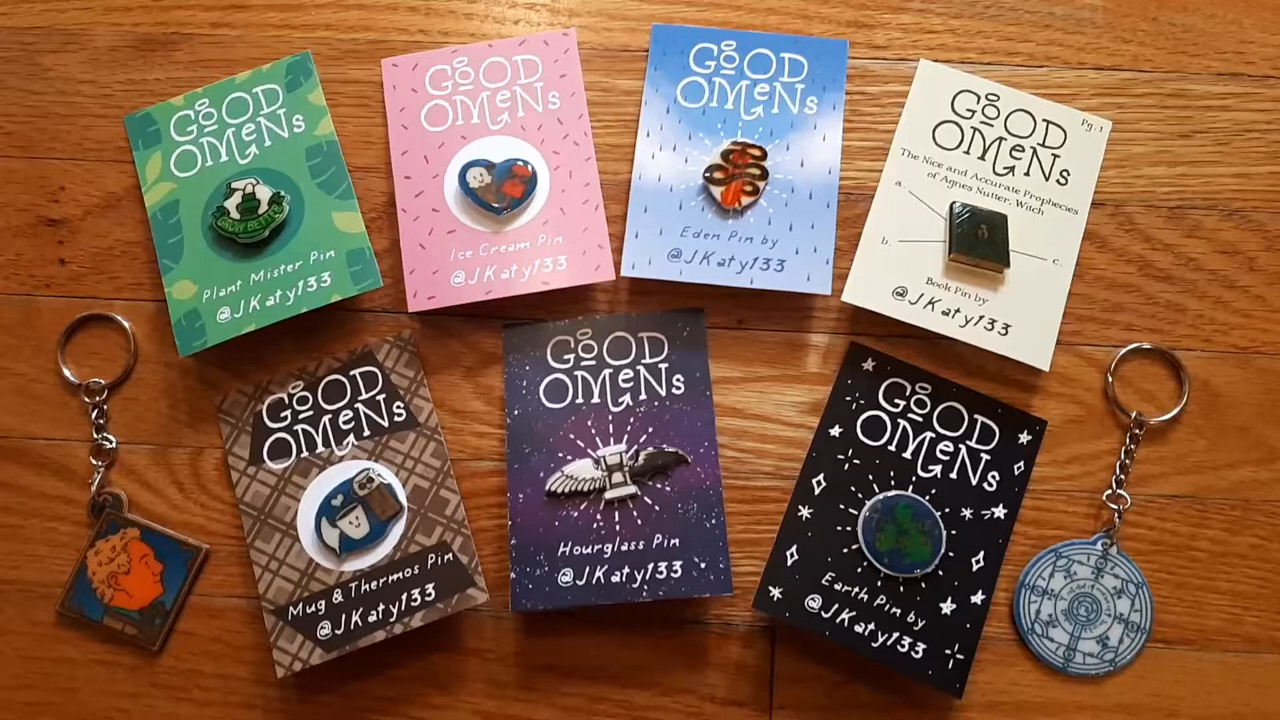 GOOD
OMENs
GROW BETTER
Plant Mister Pin
@JKaty133
GOOD
OMENs
Ice Cream Pin
@JKaty133
GOOD
OMENs
Eden Pin by
@JKaty133
Pg. 1
GOOD
OMENs
The Nice and Accurate Prophecies
of Agnes Nutter, Witch
a.
b.
c.
Book Pin by
@JKaty133
GOOD
OMENs
Mug & Thermos Pin
@JKaty133
GOOD
OMENs
Hourglass Pin
@JKaty133
GOOD
OMENs
Earth Pin by
@JKaty133